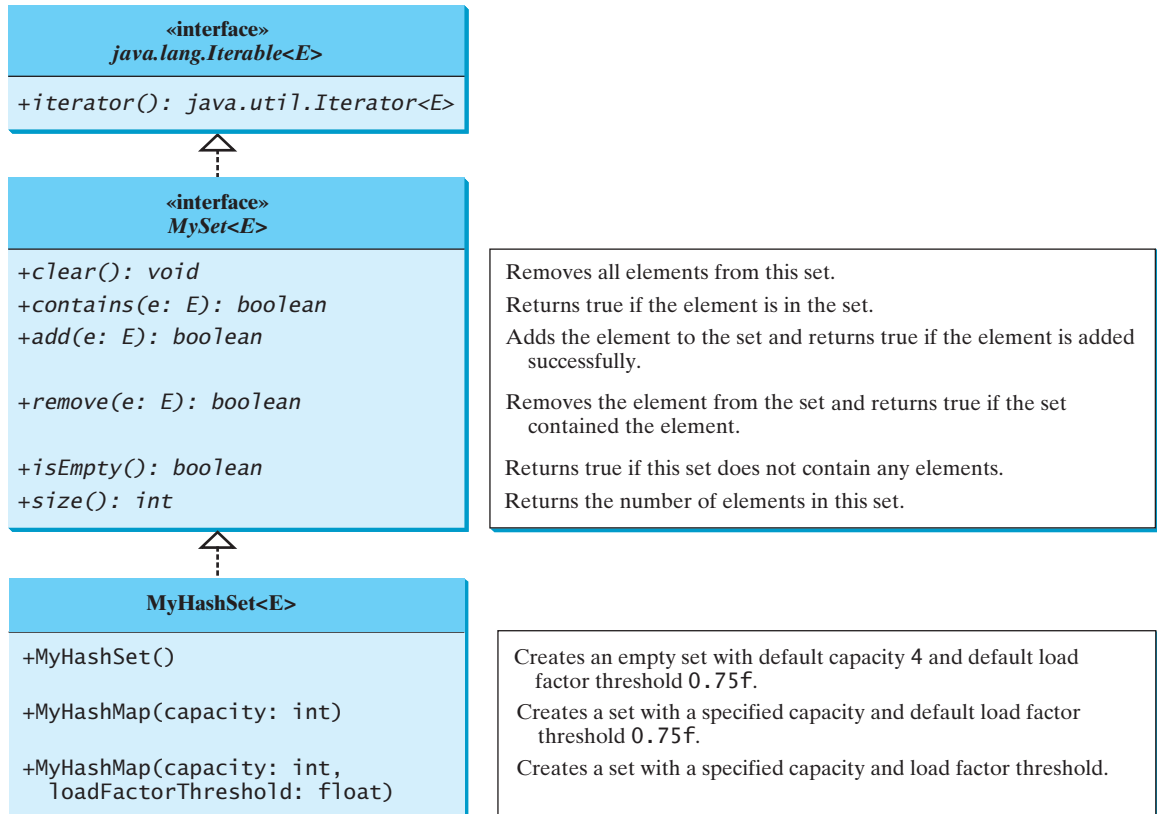 «interface»
java.lang.Iterable<E>
+iterator(): java.util.Iterator<E>
«interface»
MySet<E>
+clear(): void
Removes all elements from this set.
+contains(e: E): boolean
Returns true if the element is in the set.
+add(e: E): boolean
Adds the element to the set and returns true if the element is added
successfully.
+remove(e: E): boolean
Removes the element from the set and returns true if the set
contained the element.
+isEmpty(): boolean
Returns true if this set does not contain any elements.
+size(): int
Returns the number of elements in this set.
MyHashSet<E>
+MyHashSet()
Creates an empty set with default capacity 4 and default load
factor threshold 0.75f.
+MyHashMap(capacity: int)
Creates a set with a specified capacity and default load factor
threshold 0.75f.
+MyHashMap(capacity: int,
loadFactorThreshold: float)
Creates a set with a specified capacity and load factor threshold.